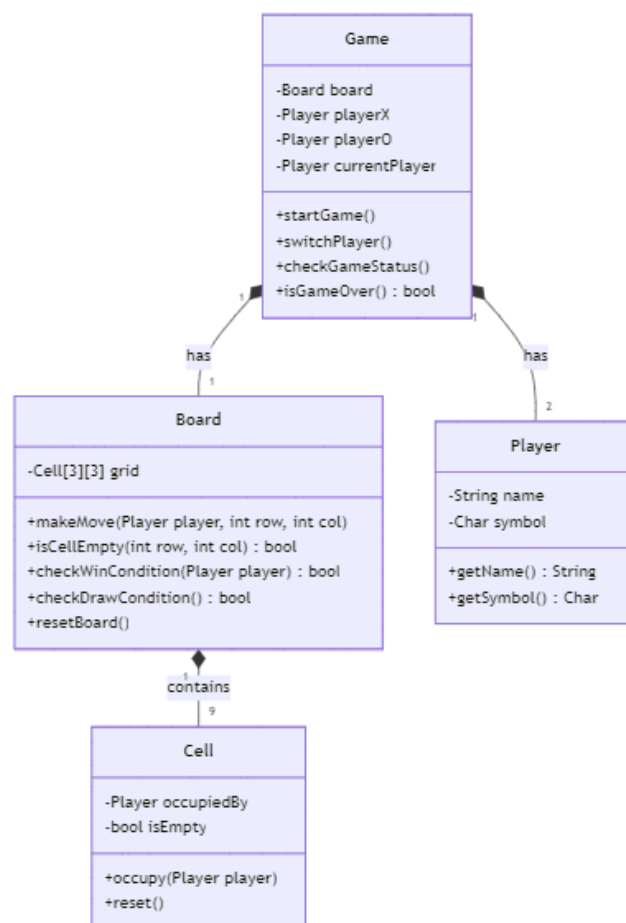 Game
-Board board
-Player playerX
-Player playerO
-Player currentPlayer
+startGame()
+switchPlayer()
+checkGameStatus()
+isGameOver() : bool
1
1
has
has
1
2
Board
-Cell[3][3] grid
+makeMove(Player player, int row, int col)
+isCellEmpty(int row, int col) : bool
+checkWinCondition(Player player) : bool
+checkDrawCondition() : bool
+resetBoard()
Player
-String name
-Char symbol
+getName() : String
+getSymbol() : Char
1
contains
9
Cell
-Player occupiedBy
-bool isEmpty
+occupy(Player player)
+reset()